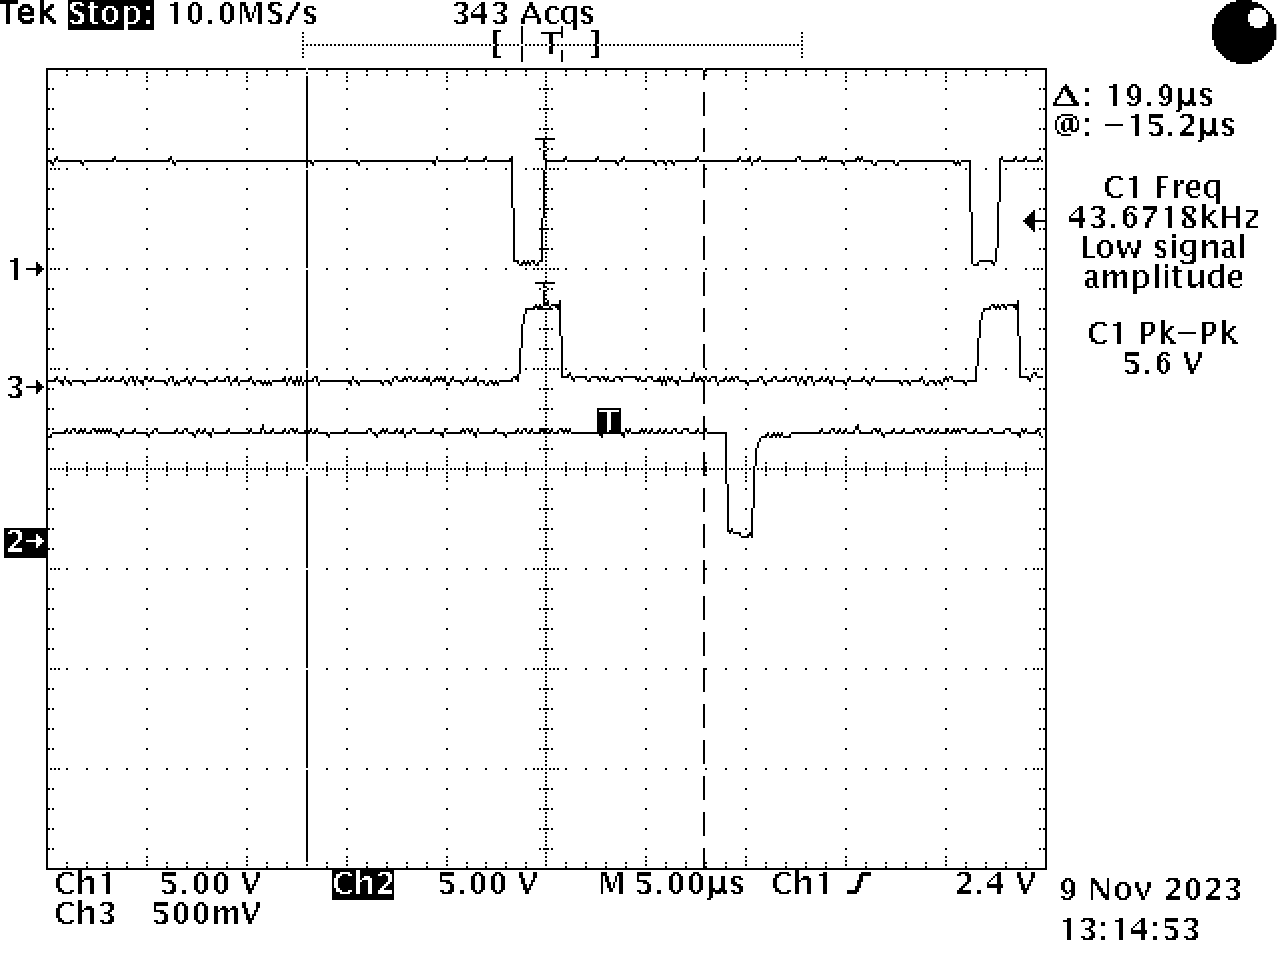 Tek Stop: 10.0MS/s 343 Acqs
[ T ]
Δ: 19.9µs
@: −15.2µs
C1 Freq
43.6718kHz
Low signal
amplitude
C1 Pk−Pk
5.6 V
1→
3→
T
2→
Ch1 5.00 V Ch2 5.00 V M 5.00µs Ch1 2.4 V
Ch3 500mV
9 Nov 2023
13:14:53